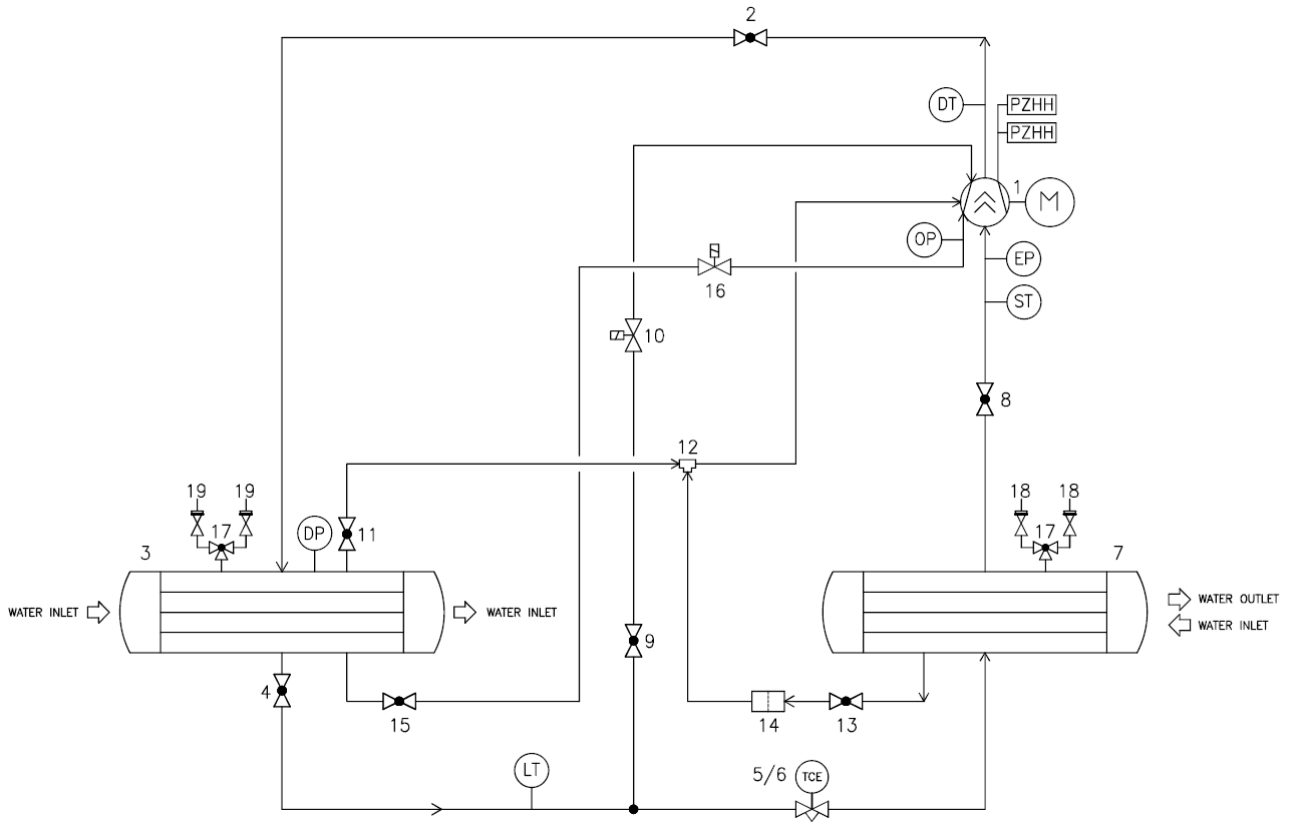 2
DT
PZHH
PZHH
1
M
OP
EP
16
ST
10
8
12
19
19
18
18
17
DP
11
17
3
7
WATER INLET
WATER INLET
WATER OUTLET
WATER INLET
9
4
15
14
13
LT
5/6
TCE